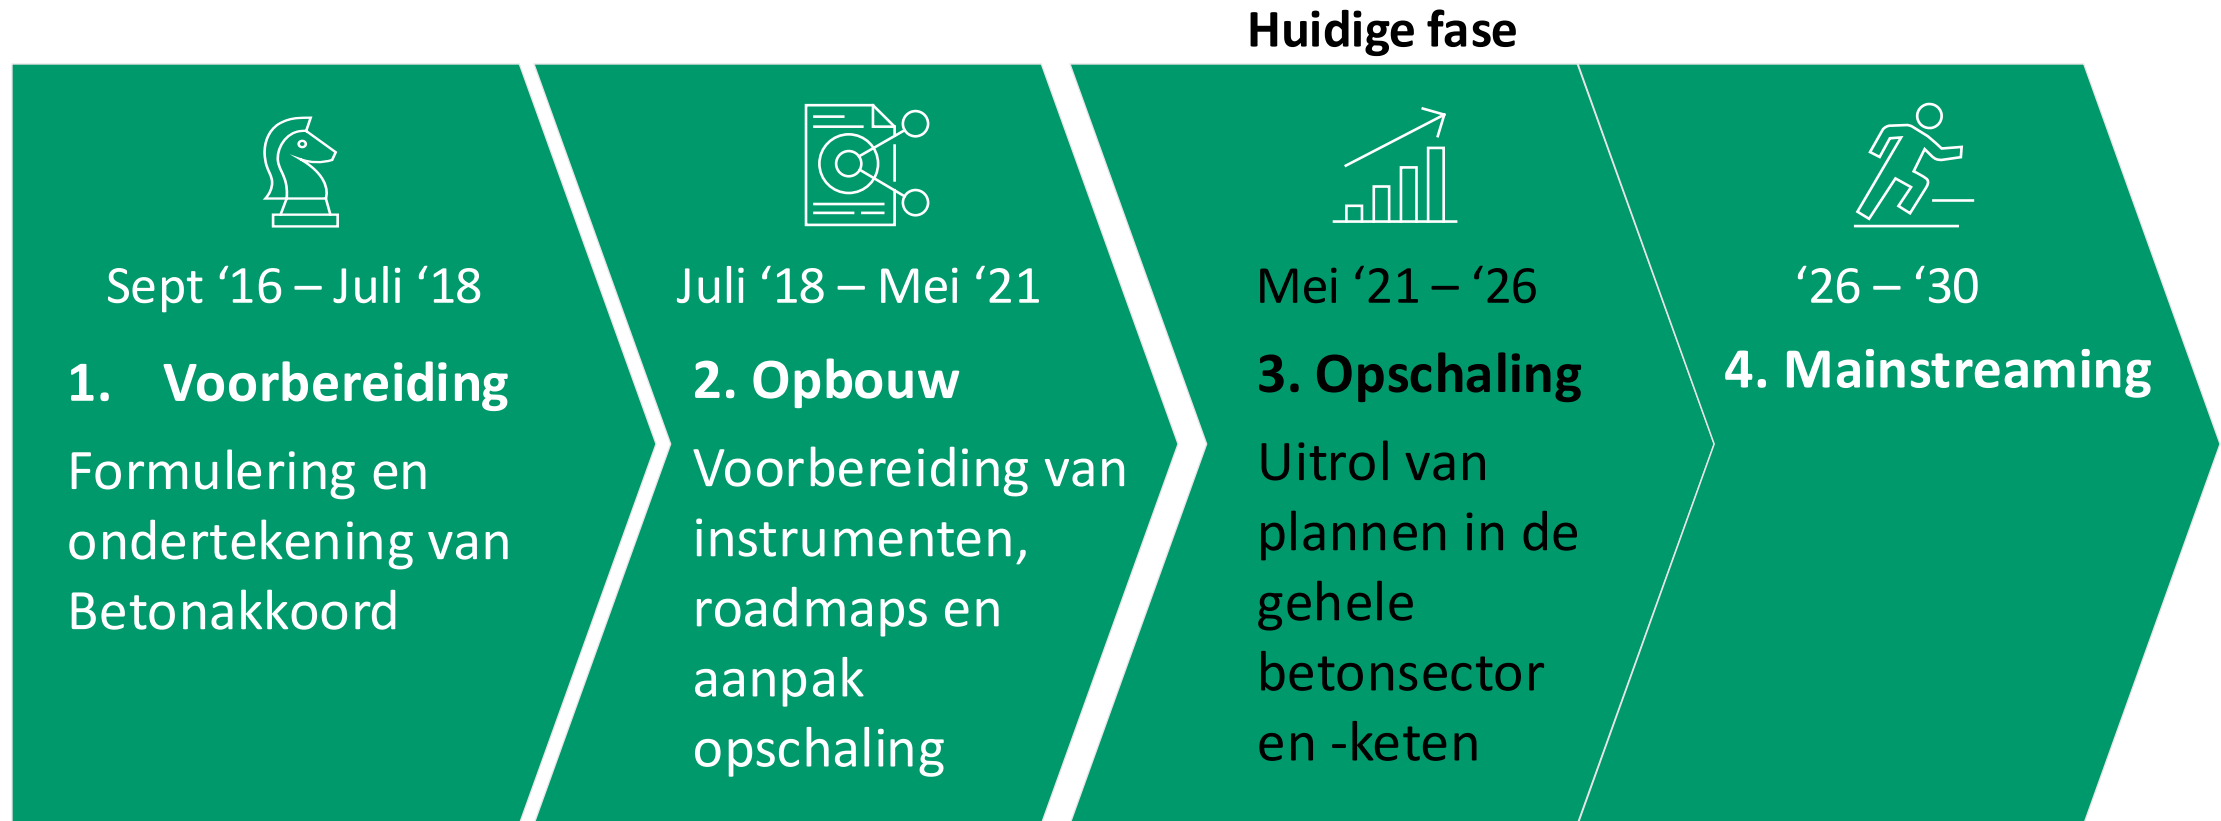 Huidige fase
Sept ‘16 – Juli ‘18
1. Voorbereiding
Formulering en
ondertekening van
Betonakkoord
Juli ‘18 – Mei ‘21
2. Opbouw
Voorbereiding van
instrumenten,
roadmaps en
aanpak
opschaling
Mei ‘21 – ‘26
3. Opschaling
Uitrol van
plannen in de
gehele
betonsector
en -keten
‘26 – ‘30
4. Mainstreaming